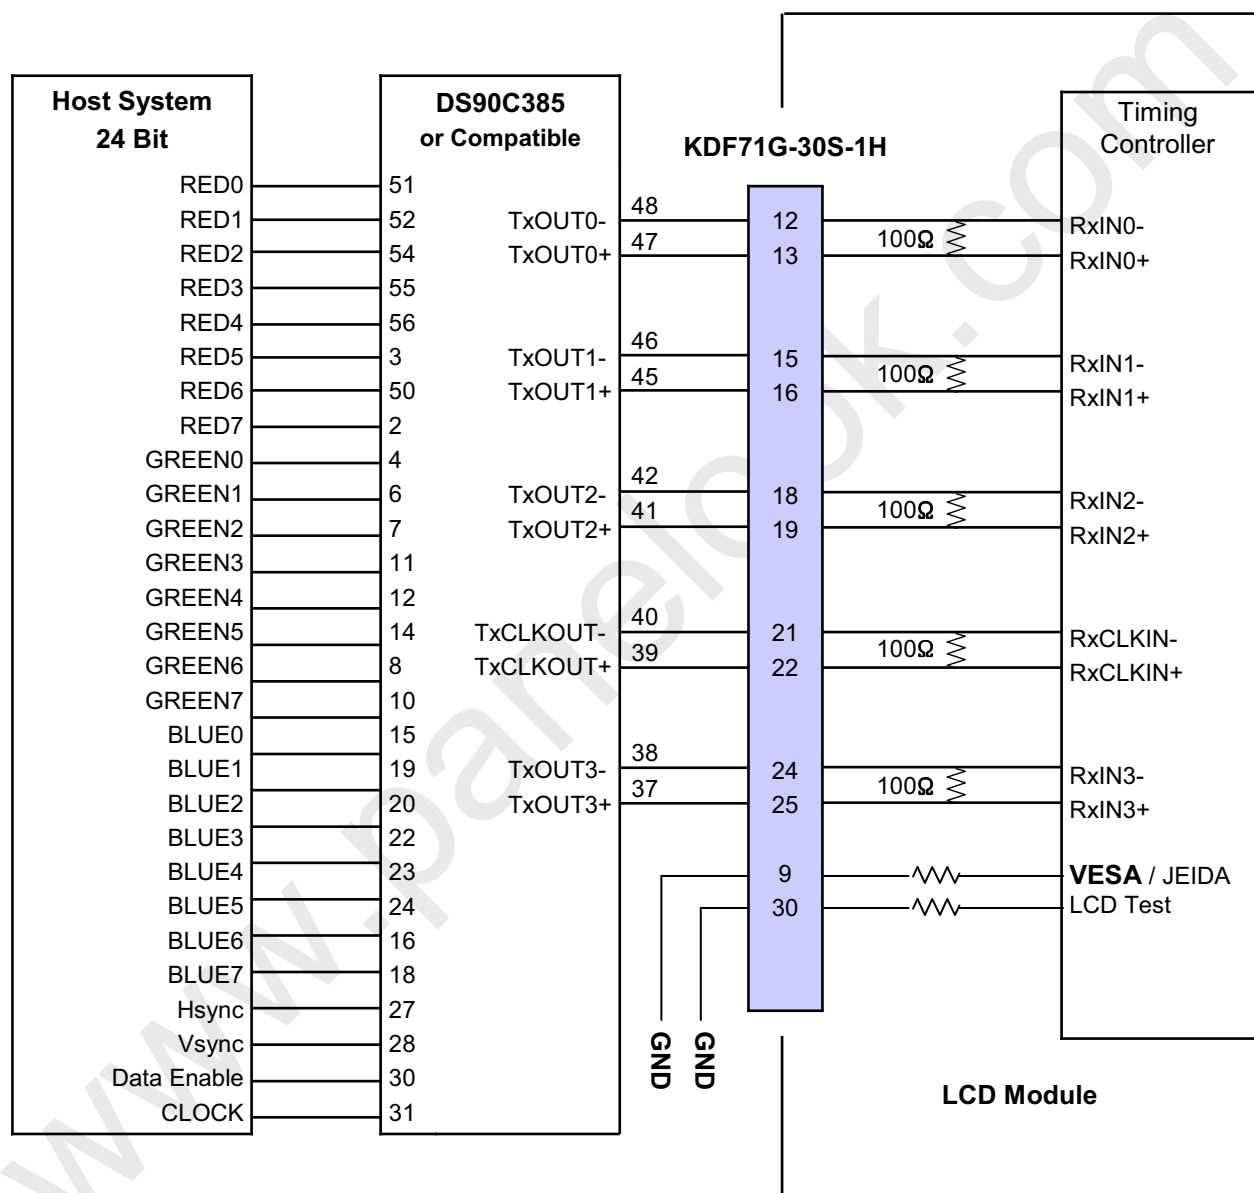 Host System
24 Bit
RED0
RED1
RED2
RED3
RED4
RED5
RED6
RED7
GREEN0
GREEN1
GREEN2
GREEN3
GREEN4
GREEN5
GREEN6
GREEN7
BLUE0
BLUE1
BLUE2
BLUE3
BLUE4
BLUE5
BLUE6
BLUE7
Hsync
Vsync
Data Enable
CLOCK
DS90C385
or Compatible
51
52
54
55
56
3
50
2
4
6
7
11
12
14
8
10
15
19
20
22
23
24
16
18
27
28
30
31
TxOUT0- 48
TxOUT0+ 47
TxOUT1- 46
TxOUT1+ 45
TxOUT2- 42
TxOUT2+ 41
TxCLKOUT- 40
TxCLKOUT+ 39
TxOUT3- 38
TxOUT3+ 37
KDF71G-30S-1H
12
13
15
16
18
19
21
22
24
25
9
30
GND
GND
100Ω
100Ω
100Ω
100Ω
100Ω
Timing
Controller
RxIN0-
RxIN0+
RxIN1-
RxIN1+
RxIN2-
RxIN2+
RxCLKIN-
RxCLKIN+
RxIN3-
RxIN3+
VESA / JEIDA
LCD Test
LCD Module
www.panelook.com